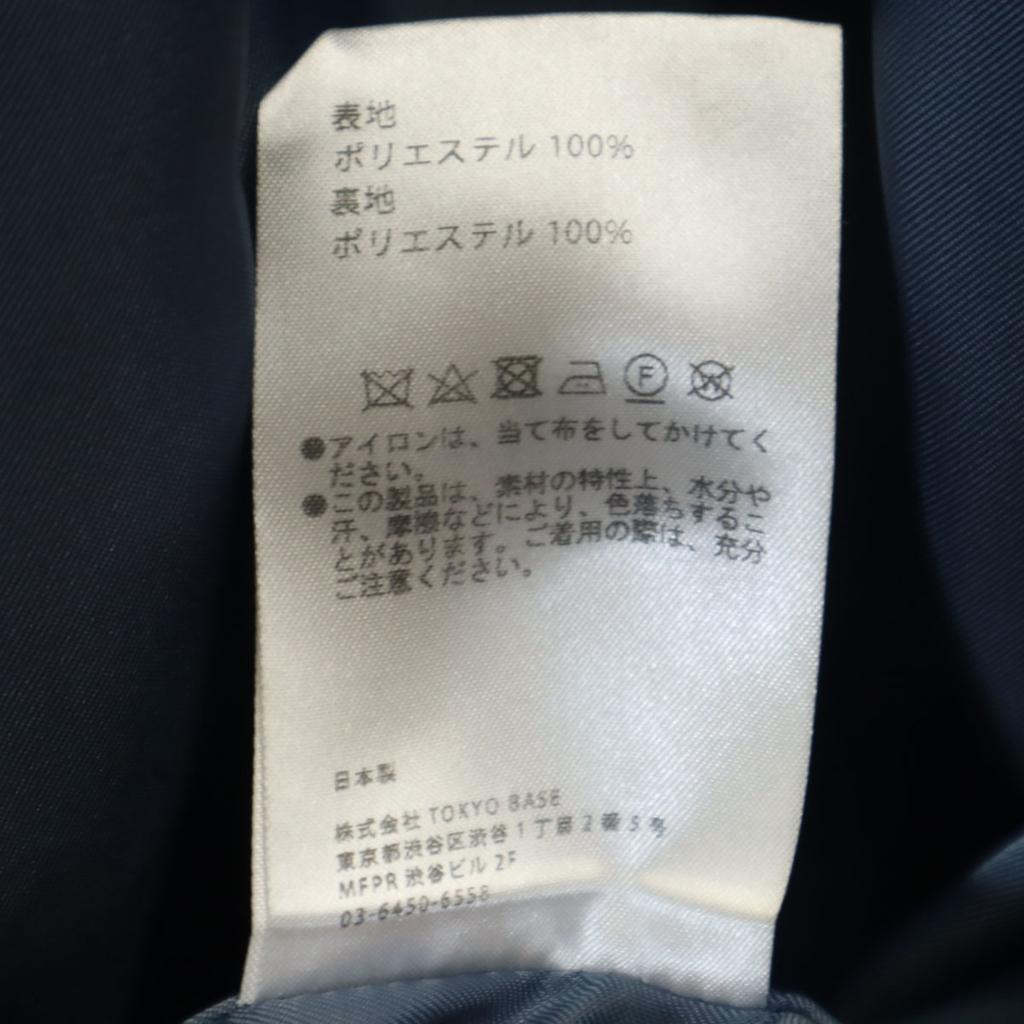 表地
ポリエステル 100%
裏地
ポリエステル 100%
F W
●アイロンは、当て布をしてかけてく
ださい。
●この製品は、素材の特性上、水分や
汗、摩擦などにより、色落ちするこ
とがあります。ご着用の際は、充分
ご注意ください。
日本製
株式会社 TOKYO BASE
東京都渋谷区渋谷1丁目2番5号
MFPR 渋谷ビル 2F
03-6450-6558